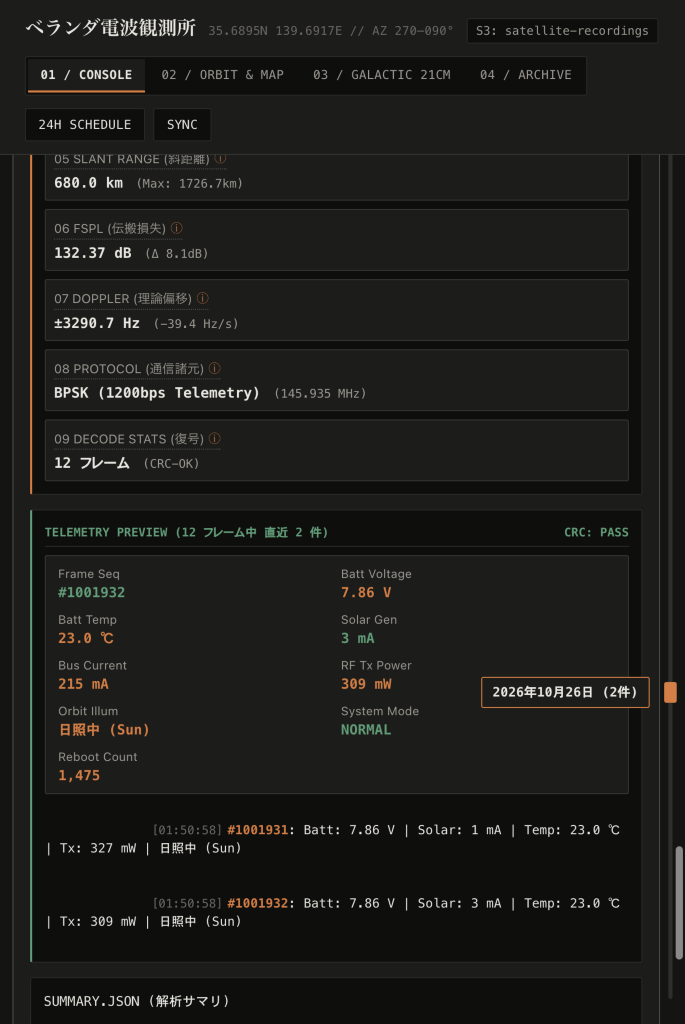 ベランダ電波観測所 35.6895N 139.6917E // AZ 270–090° S3: satellite-recordings
01 / CONSOLE 02 / ORBIT & MAP 03 / GALACTIC 21CM 04 / ARCHIVE
24H SCHEDULE SYNC
05 SLANT RANGE (斜距離) ⓘ
680.0 km (Max: 1726.7km)
06 FSPL (伝搬損失) ⓘ
132.37 dB (Δ 8.1dB)
07 DOPPLER (理論偏移) ⓘ
±3290.7 Hz (-39.4 Hz/s)
08 PROTOCOL (通信諸元) ⓘ
BPSK (1200bps Telemetry) (145.935 MHz)
09 DECODE STATS (復号) ⓘ
12 フレーム (CRC-OK)
TELEMETRY PREVIEW (12 フレーム中 直近 2 件) CRC: PASS
Frame Seq Batt Voltage
#1001932 7.86 V
Batt Temp Solar Gen
23.0 ℃ 3 mA
Bus Current RF Tx Power
215 mA 309 mW
2026年10月26日 (2件)
Orbit Illum System Mode
日照中 (Sun) NORMAL
Reboot Count
1,475
[01:50:58] #1001931: Batt: 7.86 V | Solar: 1 mA | Temp: 23.0 ℃
| Tx: 327 mW | 日照中 (Sun)
[01:50:58] #1001932: Batt: 7.86 V | Solar: 3 mA | Temp: 23.0 ℃
| Tx: 309 mW | 日照中 (Sun)
SUMMARY.JSON (解析サマリ)